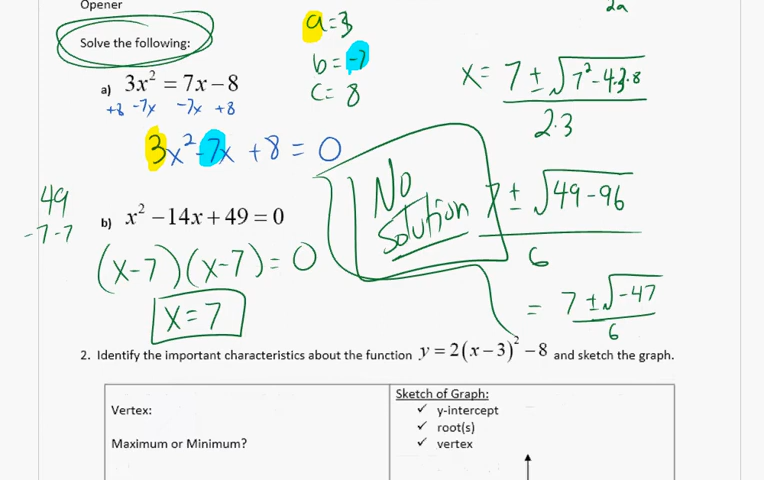 Opener
2a
Solve the following:
a = 3
b = -7
c = 8
a) 3x² = 7x – 8
+8 -7x -7x +8
3x² - 7x + 8 = 0
x = 7 ± √7² - 4·3·8
2·3
No
Solution
7 ± √49 - 96
6
= 7 ± √-47
6
49
-7 -7
b) x² – 14x + 49 = 0
(x - 7)(x - 7) = 0
x = 7
2. Identify the important characteristics about the function y = 2(x – 3)² – 8 and sketch the graph.
Vertex:
Maximum or Minimum?
Sketch of Graph:
✓ y-intercept
✓ root(s)
✓ vertex